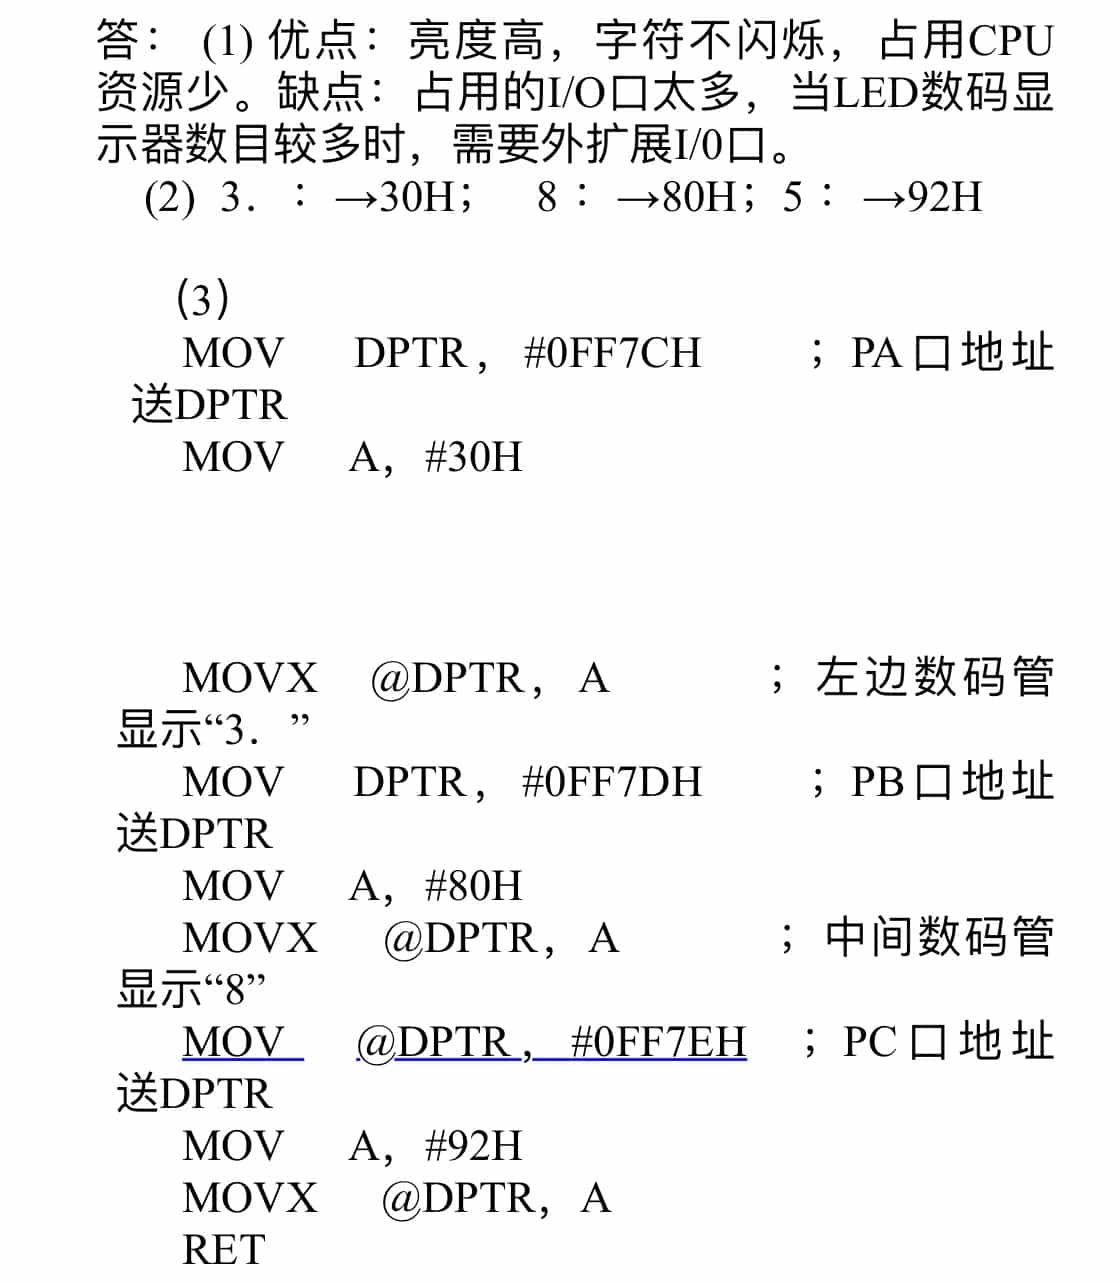 答： (1) 优点：亮度高，字符不闪烁，占用CPU
资源少。缺点：占用的I/O口太多，当LED数码显
示器数目较多时，需要外扩展I/0口。
(2) 3．：→30H； 8：→80H；5：→92H
(3)
MOV DPTR，#0FF7CH ；PA口地址
送DPTR
MOV A，#30H
MOVX @DPTR，A ；左边数码管
显示“3．”
MOV DPTR，#0FF7DH ；PB口地址
送DPTR
MOV A，#80H
MOVX @DPTR，A ；中间数码管
显示“8”
MOV @DPTR，#0FF7EH ；PC口地址
送DPTR
MOV A，#92H
MOVX @DPTR，A
RET